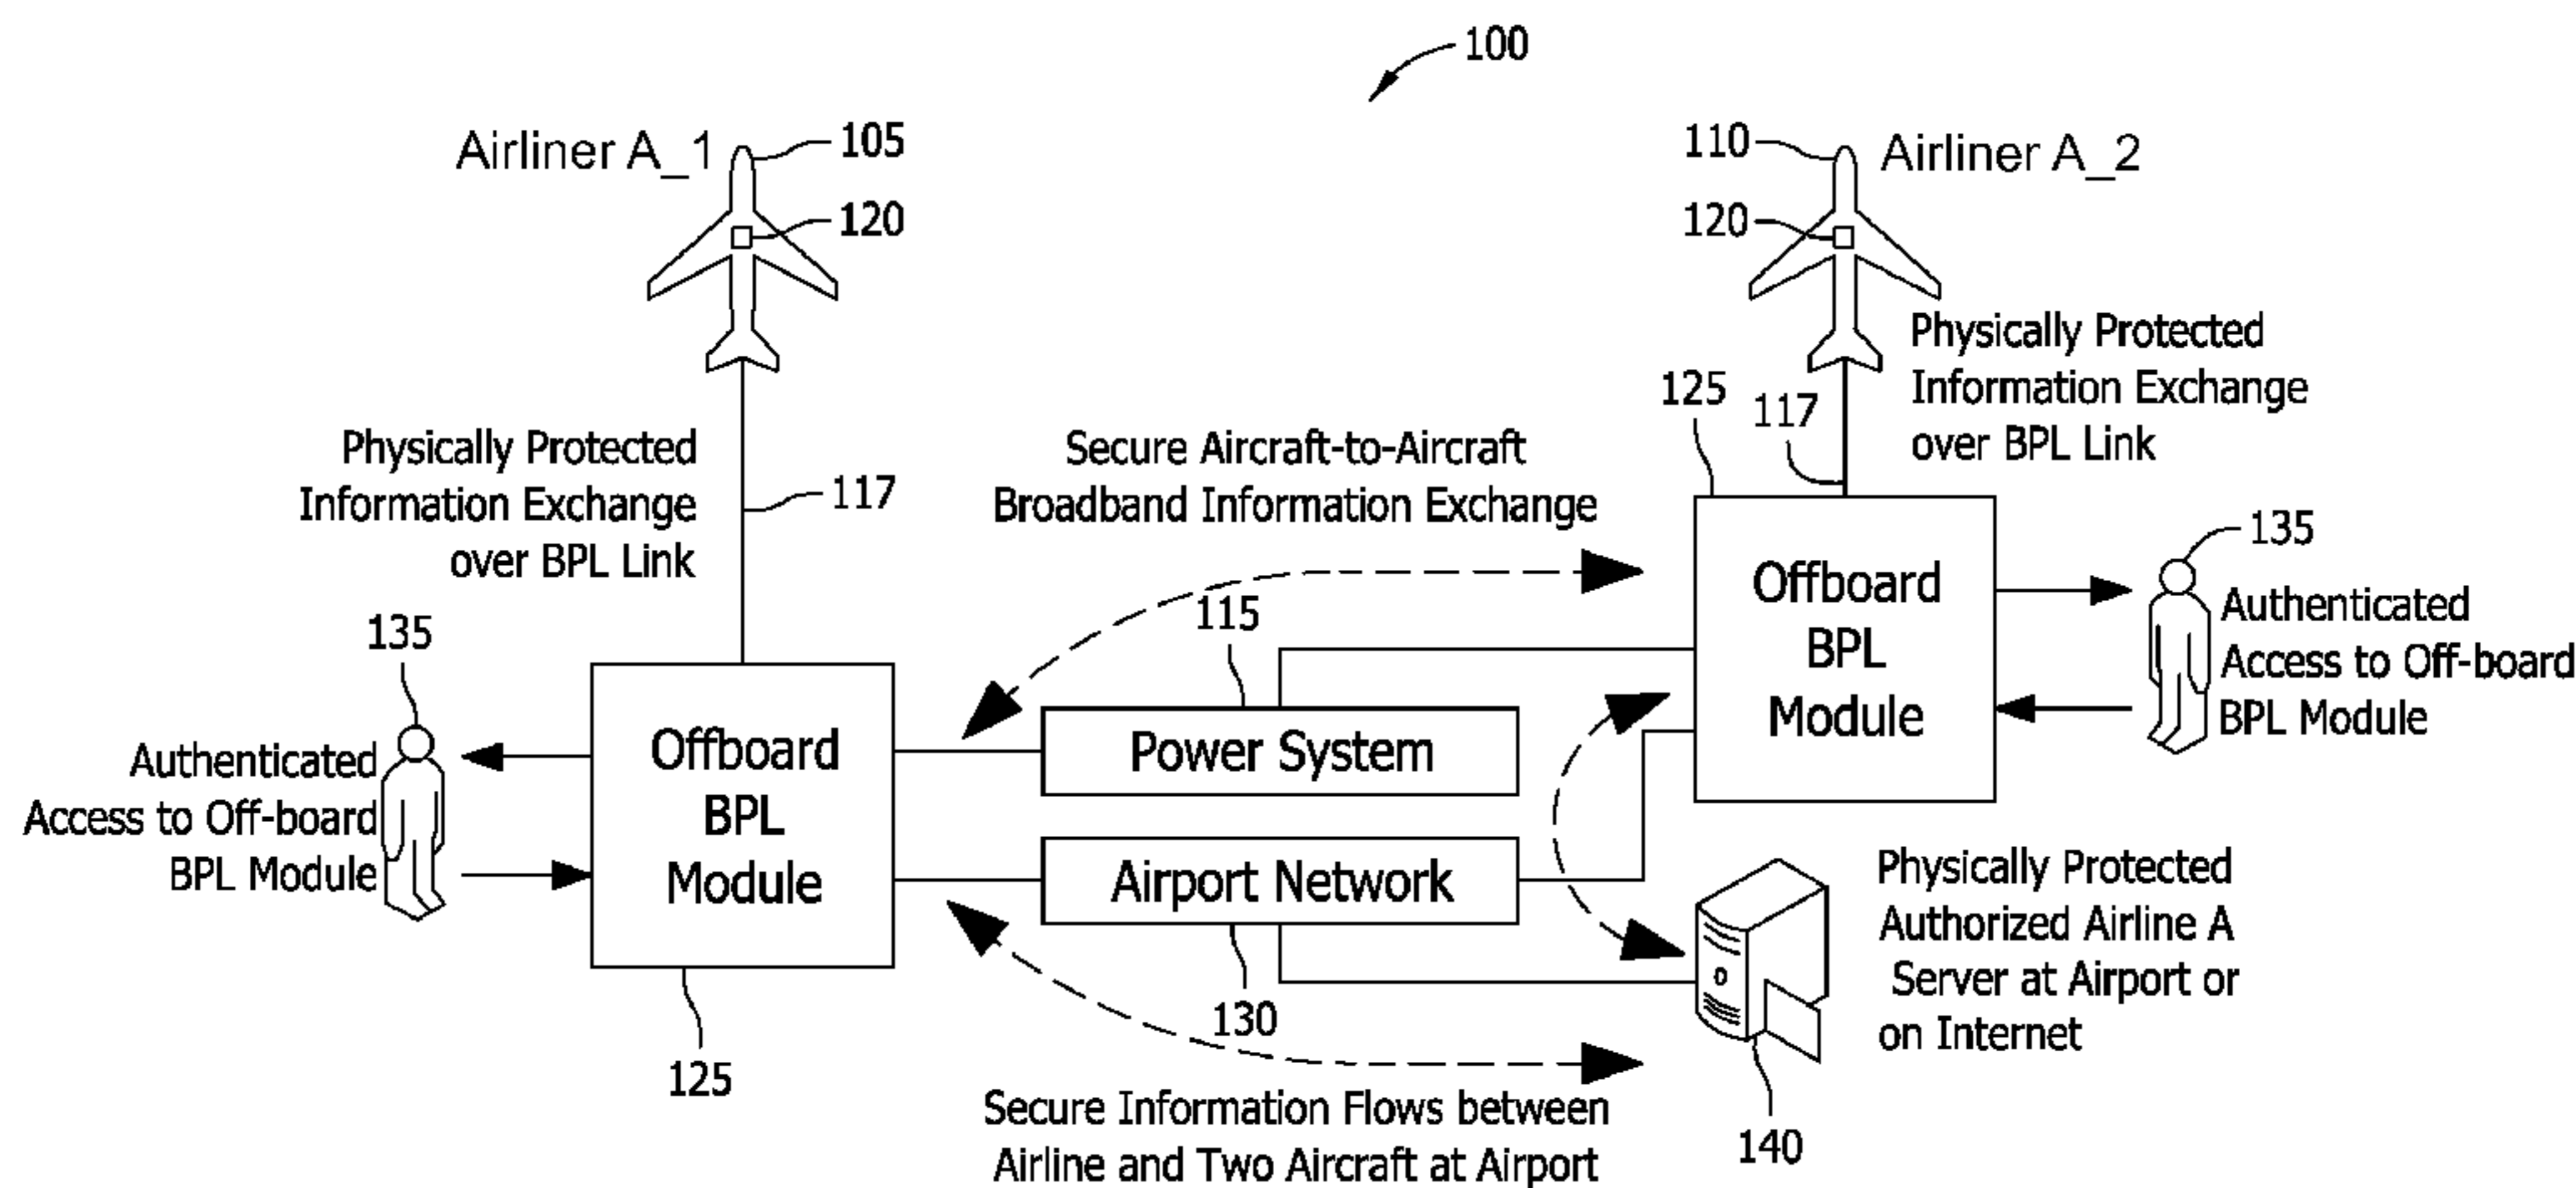 100
Airliner A_1
105
120
110
Airliner A_2
120
Physically Protected
Information Exchange
over BPL Link
117
Physically Protected
Information Exchange
over BPL Link
125
117
Secure Aircraft-to-Aircraft
Broadband Information Exchange
135
Authenticated
Access to Off-board
BPL Module
Offboard
BPL
Module
125
115
Power System
Airport Network
130
Offboard
BPL
Module
135
Authenticated
Access to Off-board
BPL Module
Physically Protected
Authorized Airline A
Server at Airport or
on Internet
140
Secure Information Flows between
Airline and Two Aircraft at Airport